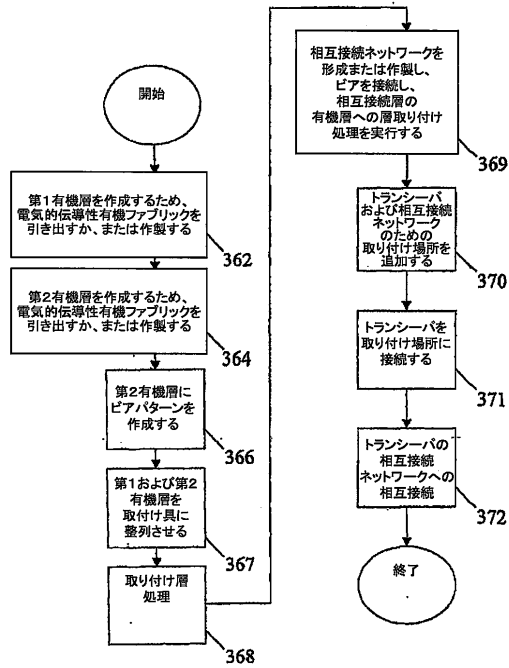 開始
第1有機層を作成するため、
電気的伝導性有機ファブリックを
引き出すか、または作製する
362
第2有機層を作成するため、
電気的伝導性有機ファブリックを
引き出すか、または作製する
364
第2有機層に
ビアパターンを
作成する
366
第1および第2
有機層を
取付け具に
整列させる
367
取り付け層
処理
368
相互接続ネットワークを
形成または作製し、
ビアを接続し、
相互接続層の
有機層への層取り付け
処理を実行する
369
トランシーバ
および相互接続
ネットワーク
のための
取り付け場所を
追加する
370
トランシーバを
取り付け場所に
接続する
371
トランシーバの
相互接続
ネットワークへの
相互接続
372
終了